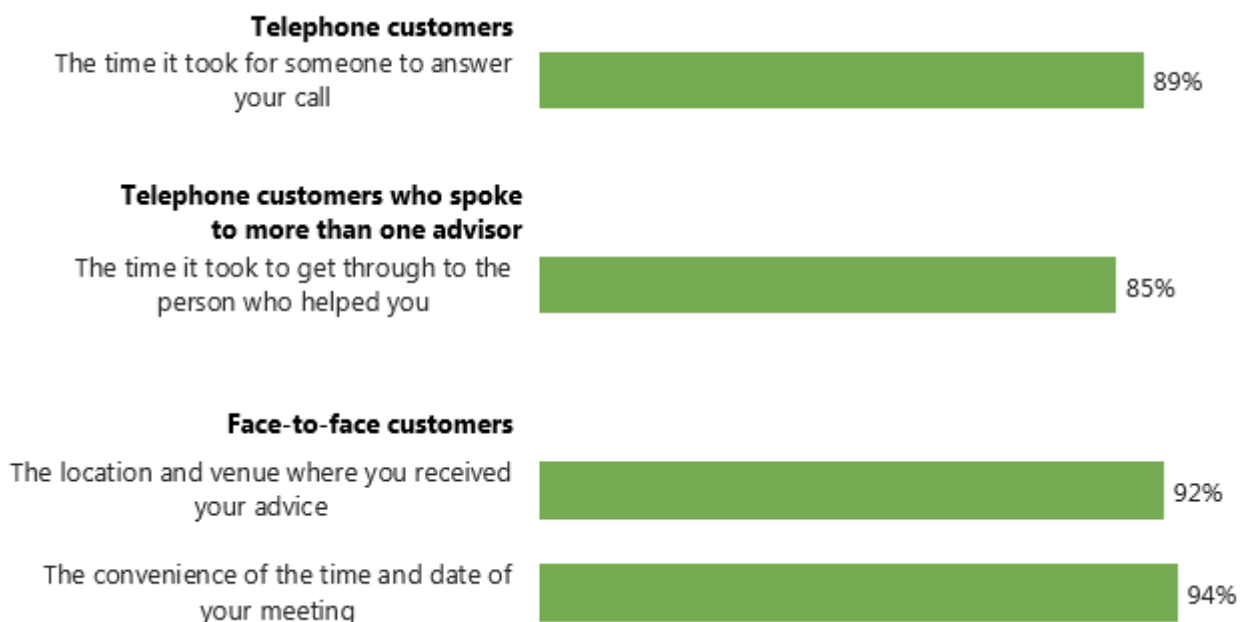 Telephone customers
The time it took for someone to answer
your call
89%
Telephone customers who spoke
to more than one advisor
The time it took to get through to the
person who helped you
85%
Face-to-face customers
The location and venue where you received
your advice
92%
The convenience of the time and date of
your meeting
94%